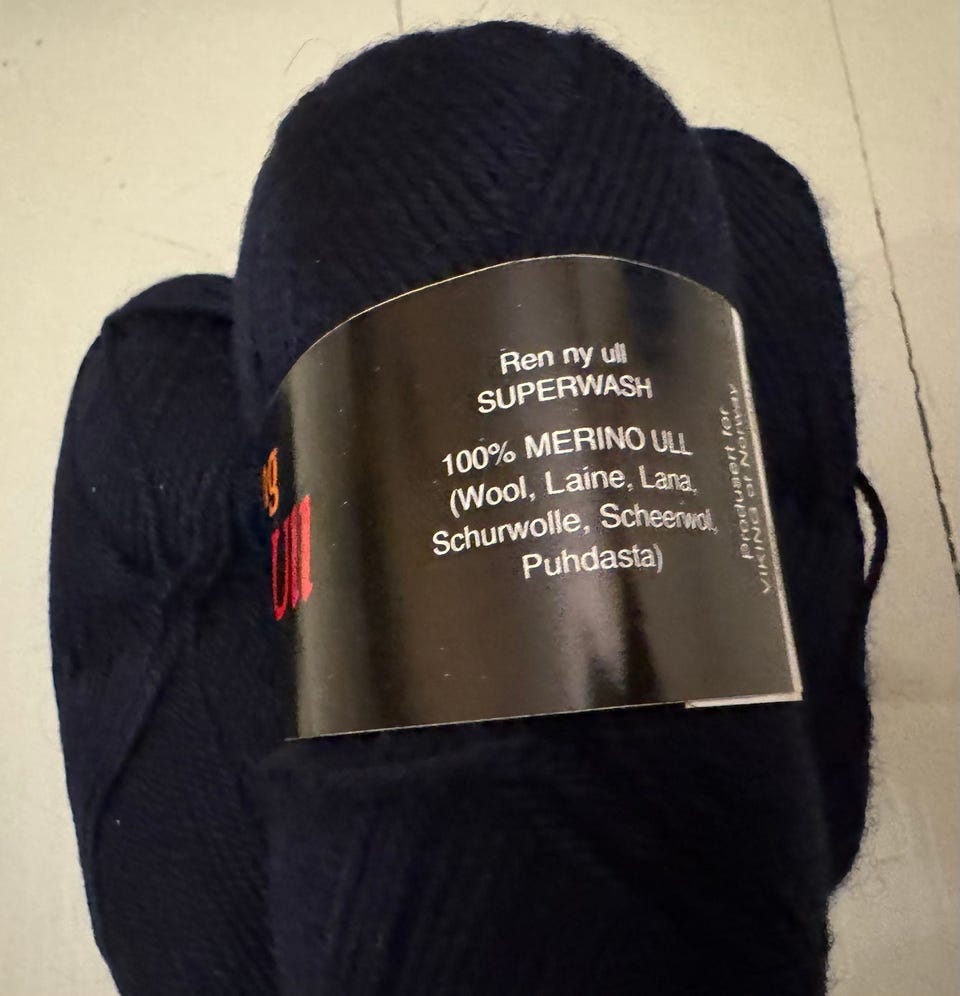 Ren ny ull
SUPERWASH
100% MERINO ULL
(Wool, Laine, Lana,
Schurwolle, Scheerwol,
Puhdasta)
Produsert for
VIKING of Norway